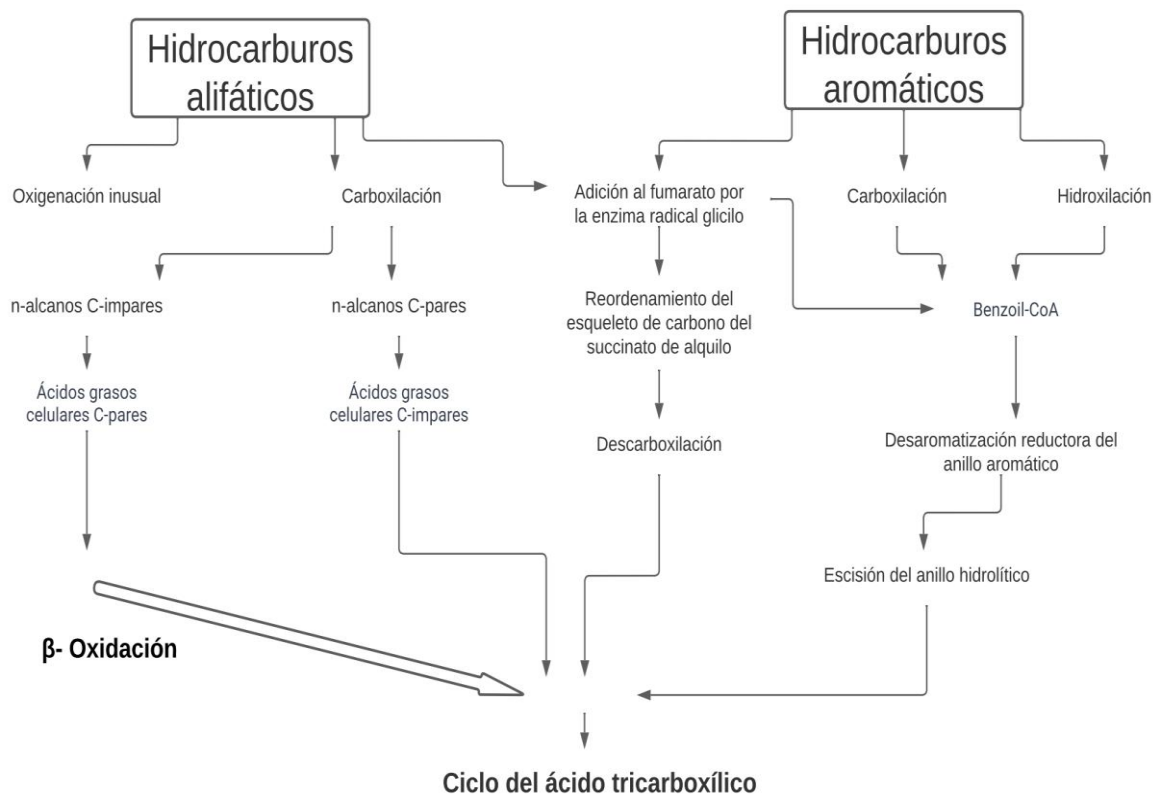 Hidrocarburos
alifáticos
Hidrocarburos
aromáticos
Oxigenación inusual
Carboxilación
Adición al fumarato por
la enzima radical glicilo
Carboxilación
Hidroxilación
n-alcanos C-impares
n-alcanos C-pares
Reordenamiento del
esqueleto de carbono del
succinato de alquilo
Benzoil-CoA
Ácidos grasos
celulares C-pares
Ácidos grasos
celulares C-impares
Descarboxilación
Desaromatización reductora del
anillo aromático
Escisión del anillo hidrolítico
β- Oxidación
Ciclo del ácido tricarboxílico